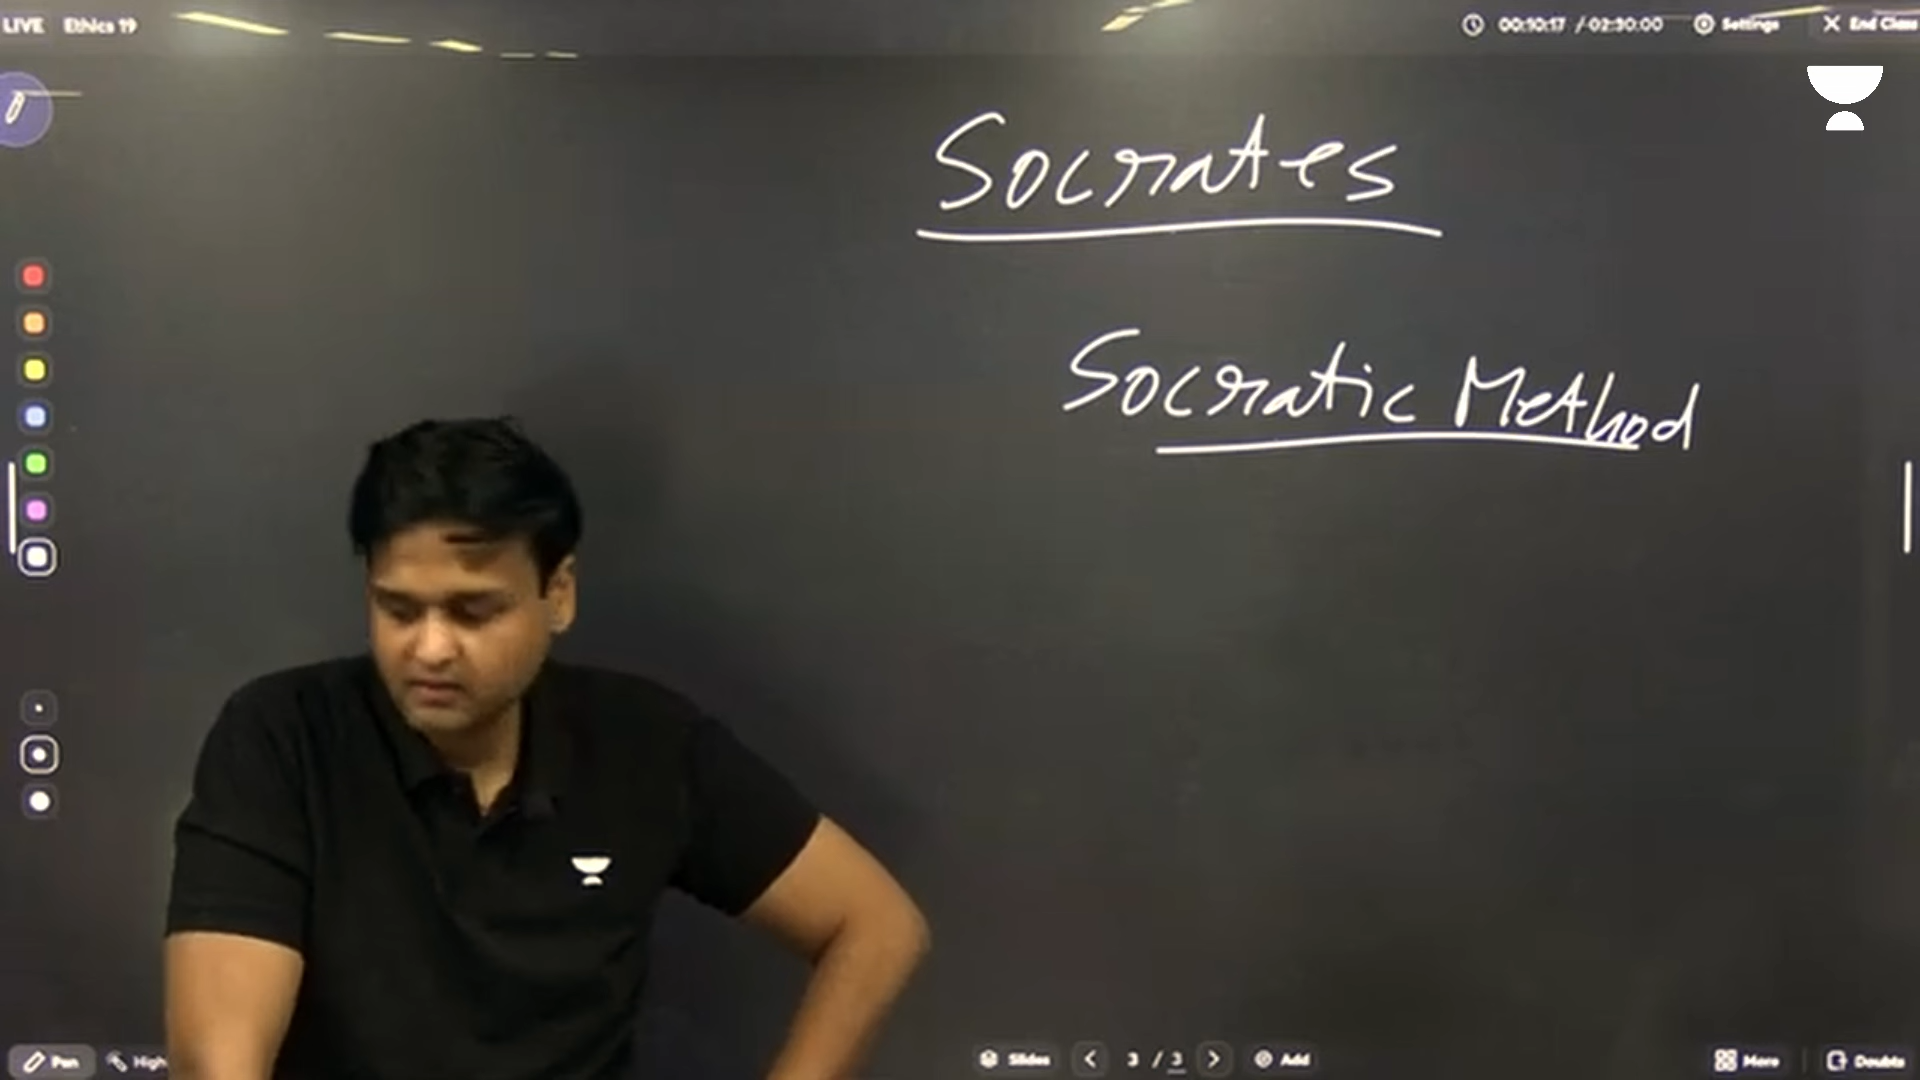 LIVE Ethics 19
00:10:17 / 02:30:00 Settings End Class
Socrates
Socratic Method
Pen High
Slides 3 / 3 Add
More Doubts